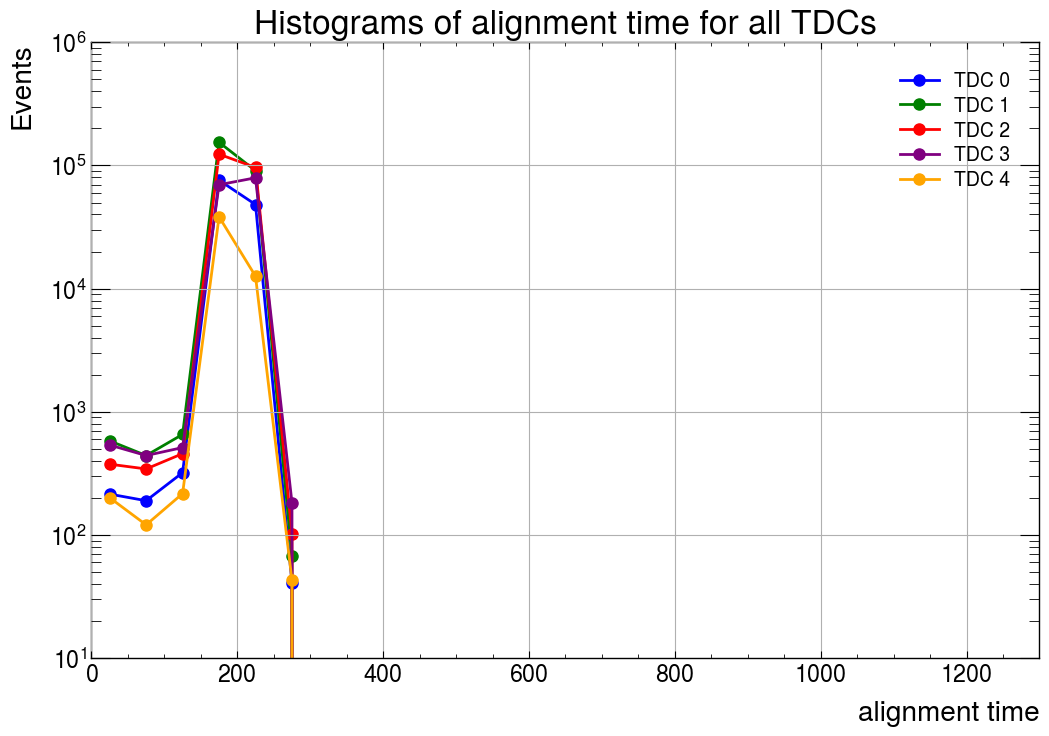 Histograms of alignment time for all TDCs
Events
10⁶
10⁵
10⁴
10³
10²
10¹
TDC 0
TDC 1
TDC 2
TDC 3
TDC 4
0 200 400 600 800 1000 1200
alignment time